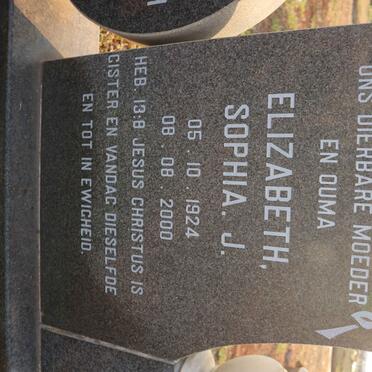 ONS DIERBARE MOEDER
EN OUMA
ELIZABETH,
SOPHIA. J.
05. 10. 1924
08. 08. 2000
HEB. 13:8 JESUS CHRISTUS IS
GISTER EN VANDAG DIESELFDE
EN TOT IN EWIGHEID.